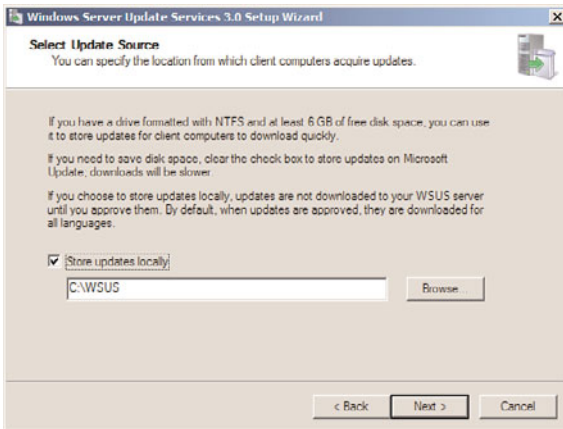 Windows Server Update Services 3.0 Setup Wizard
Select Update Source
You can specify the location from which client computers acquire updates.
If you have a drive formatted with NTFS and at least 6 GB of free disk space, you can use
it to store updates for client computers to download quickly.
If you need to save disk space, clear the check box to store updates on Microsoft
Update; downloads will be slower.
If you choose to store updates locally, updates are not downloaded to your WSUS server
until you approve them. By default, when updates are approved, they are downloaded for
all languages.
Store updates locally
C:\WSUS
Browse...
< Back
Next >
Cancel